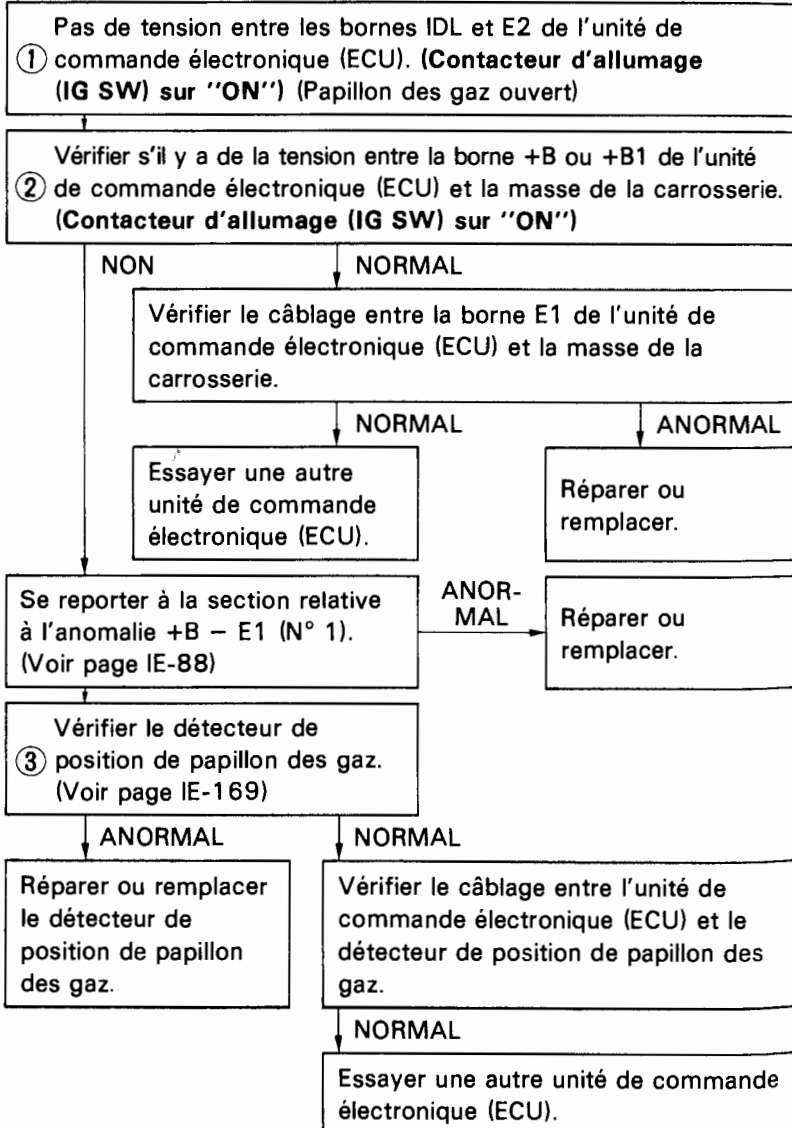 Pas de tension entre les bornes IDL et E2 de l'unité de
① commande électronique (ECU). (Contacteur d'allumage
(IG SW) sur ''ON'') (Papillon des gaz ouvert)
Vérifier s'il y a de la tension entre la borne +B ou +B1 de l'unité
② de commande électronique (ECU) et la masse de la carrosserie.
(Contacteur d'allumage (IG SW) sur ''ON'')
NON
NORMAL
Vérifier le câblage entre la borne E1 de l'unité de
commande électronique (ECU) et la masse de la
carrosserie.
NORMAL
ANORMAL
Essayer une autre
unité de commande
électronique (ECU).
Réparer ou
remplacer.
Se reporter à la section relative
à l'anomalie +B – E1 (N° 1).
(Voir page IE-88)
ANOR-
MAL
Réparer ou
remplacer.
Vérifier le détecteur de
③ position de papillon des gaz.
(Voir page IE-169)
ANORMAL
NORMAL
Réparer ou remplacer
le détecteur de
position de papillon
des gaz.
Vérifier le câblage entre l'unité de
commande électronique (ECU) et le
détecteur de position de papillon des
gaz.
NORMAL
Essayer une autre unité de commande
électronique (ECU).